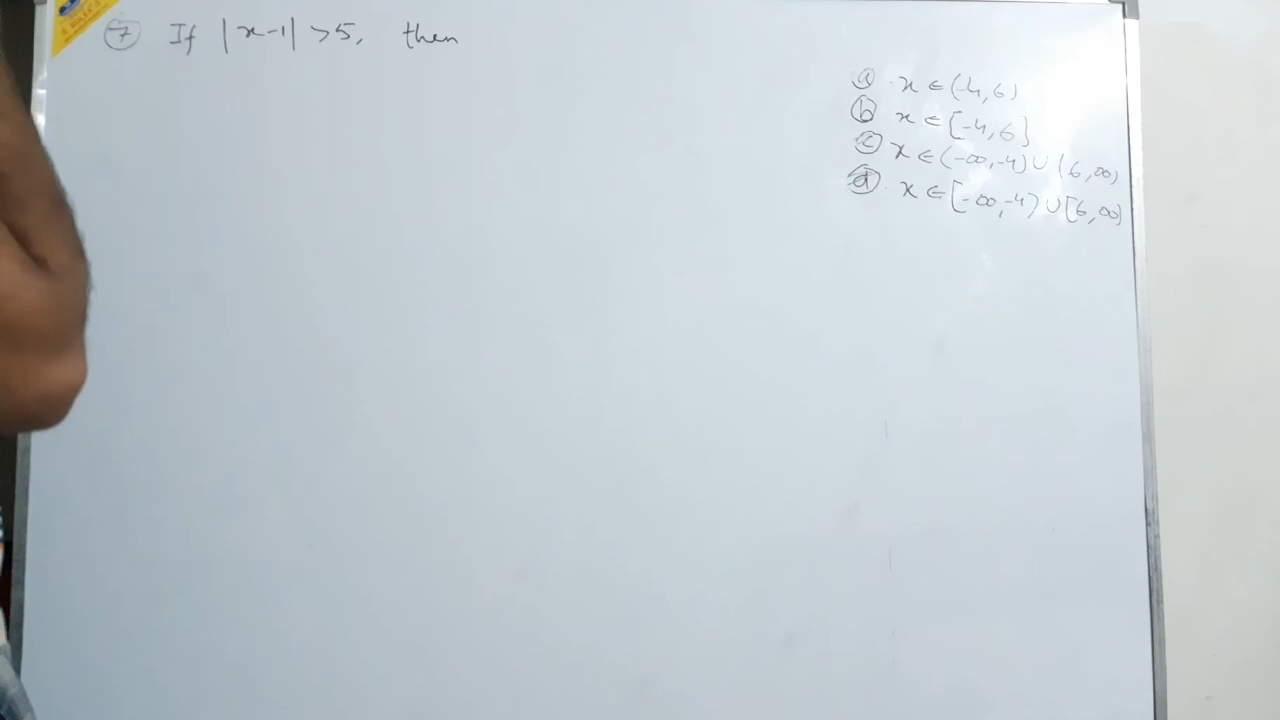 ⑦ If |x-1| >5, then
ⓐ x ∈ (-4,6)
ⓑ x ∈ [-4,6]
ⓒ x ∈ (-∞,-4) ∪ (6,∞)
ⓓ x ∈ [-∞,-4) ∪ [6,∞)